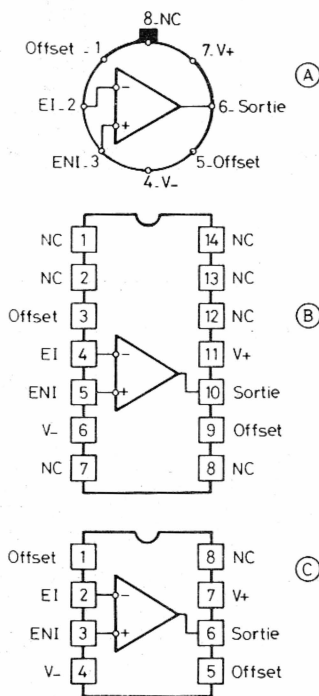 8_NC
Offset _ 1
7_V+
A
EI_2
6_Sortie
ENI_3
5_Offset
4_V-
NC 1 14 NC
NC 2 13 NC
Offset 3 12 NC
B
EI 4 11 V+
ENI 5 10 Sortie
V- 6 9 Offset
NC 7 8 NC
Offset 1 8 NC
C
EI 2 7 V+
ENI 3 6 Sortie
V- 4 5 Offset